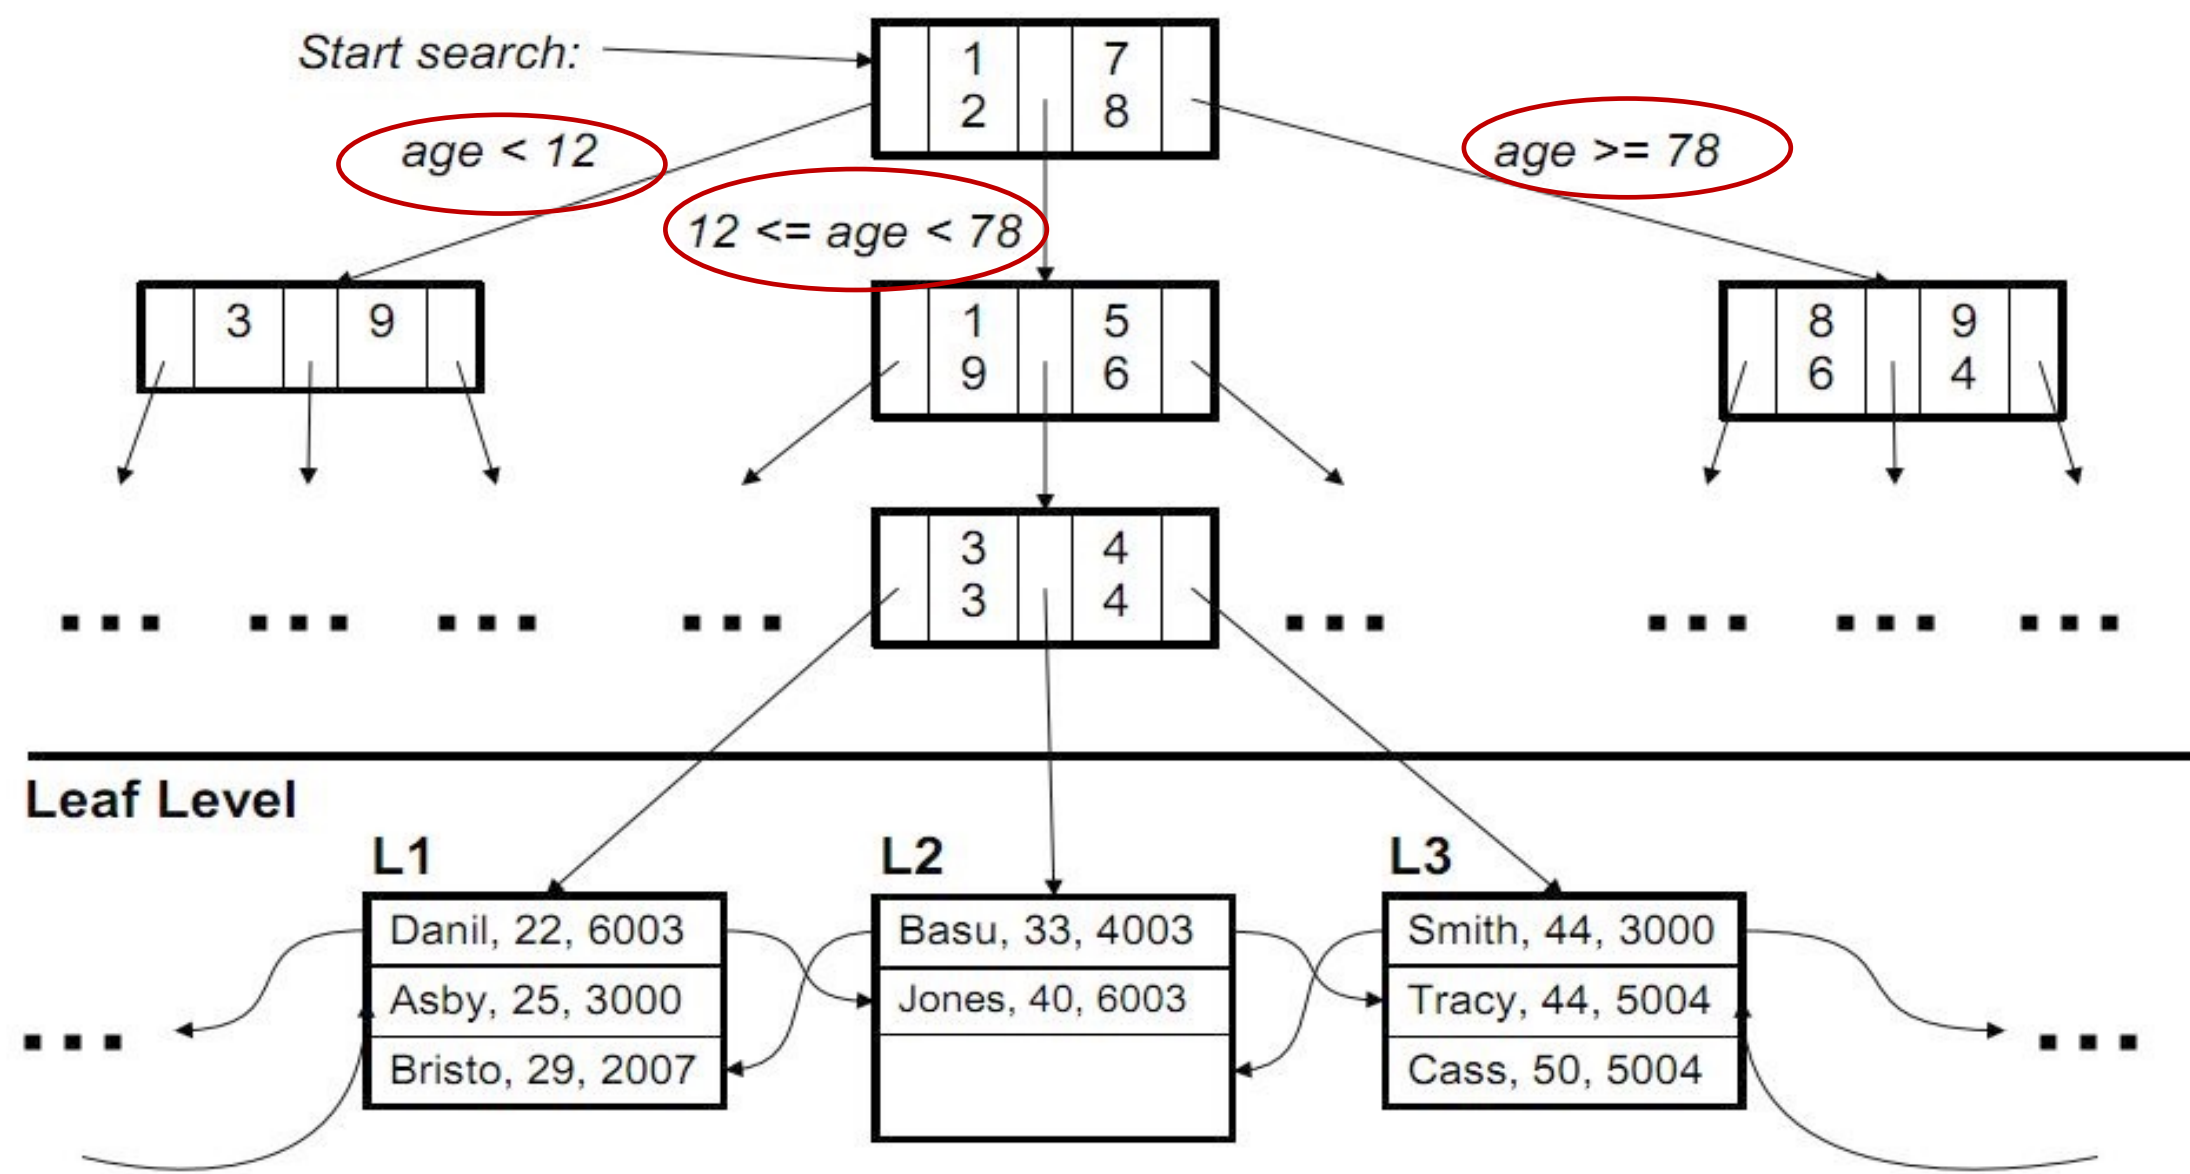 Start search:
1 7
2 8
age < 12
age >= 78
12 <= age < 78
3 9
1 5
9 6
8 9
6 4
3 4
3 4
Leaf Level
L1
L2
L3
Danil, 22, 6003
Asby, 25, 3000
Bristo, 29, 2007
Basu, 33, 4003
Jones, 40, 6003
Smith, 44, 3000
Tracy, 44, 5004
Cass, 50, 5004